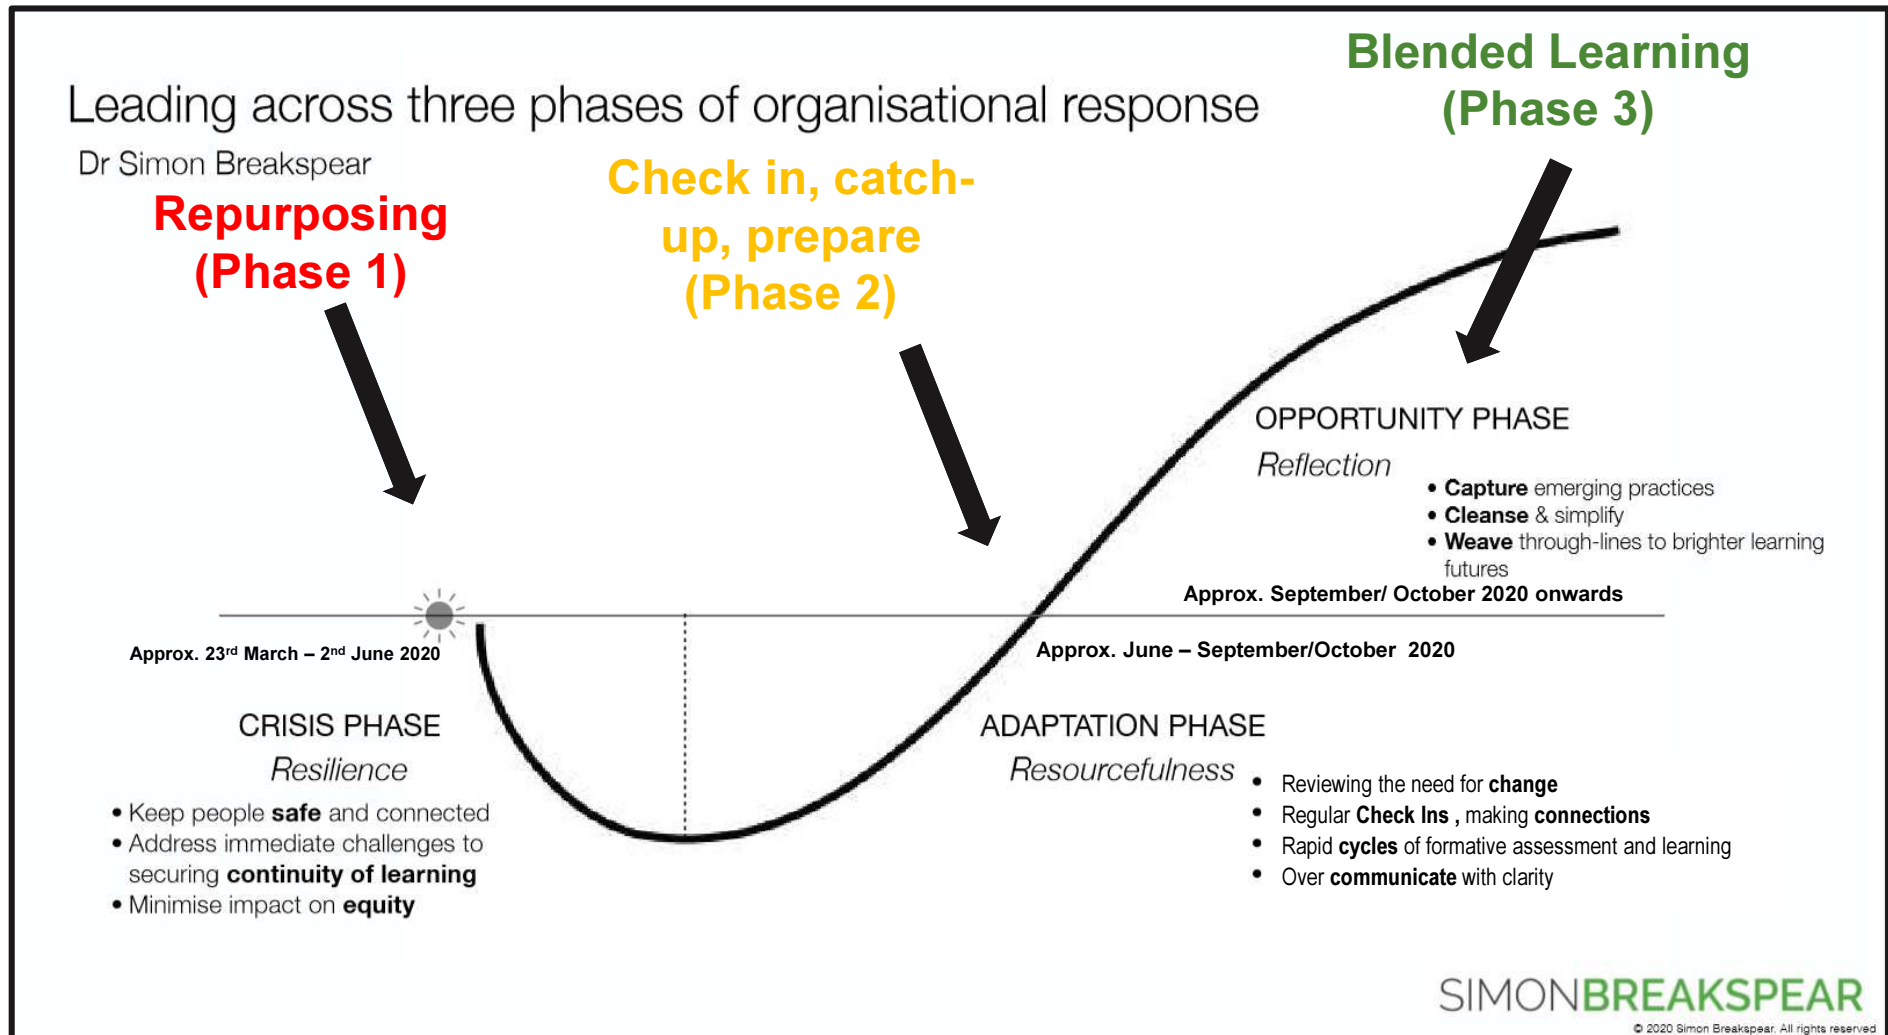 Blended Learning
(Phase 3)
Leading across three phases of organisational response
Dr Simon Breakspear
Repurposing
(Phase 1)
Check in, catch-
up, prepare
(Phase 2)
OPPORTUNITY PHASE
Reflection
• Capture emerging practices
• Cleanse & simplify
• Weave through-lines to brighter learning
futures
Approx. September/ October 2020 onwards
Approx. 23rd March – 2nd June 2020
Approx. June – September/October 2020
CRISIS PHASE
Resilience
• Keep people safe and connected
• Address immediate challenges to
securing continuity of learning
• Minimise impact on equity
ADAPTATION PHASE
Resourcefulness
• Reviewing the need for change
• Regular Check Ins , making connections
• Rapid cycles of formative assessment and learning
• Over communicate with clarity
SIMONBREAKSPEAR
© 2020 Simon Breakspear. All rights reserved